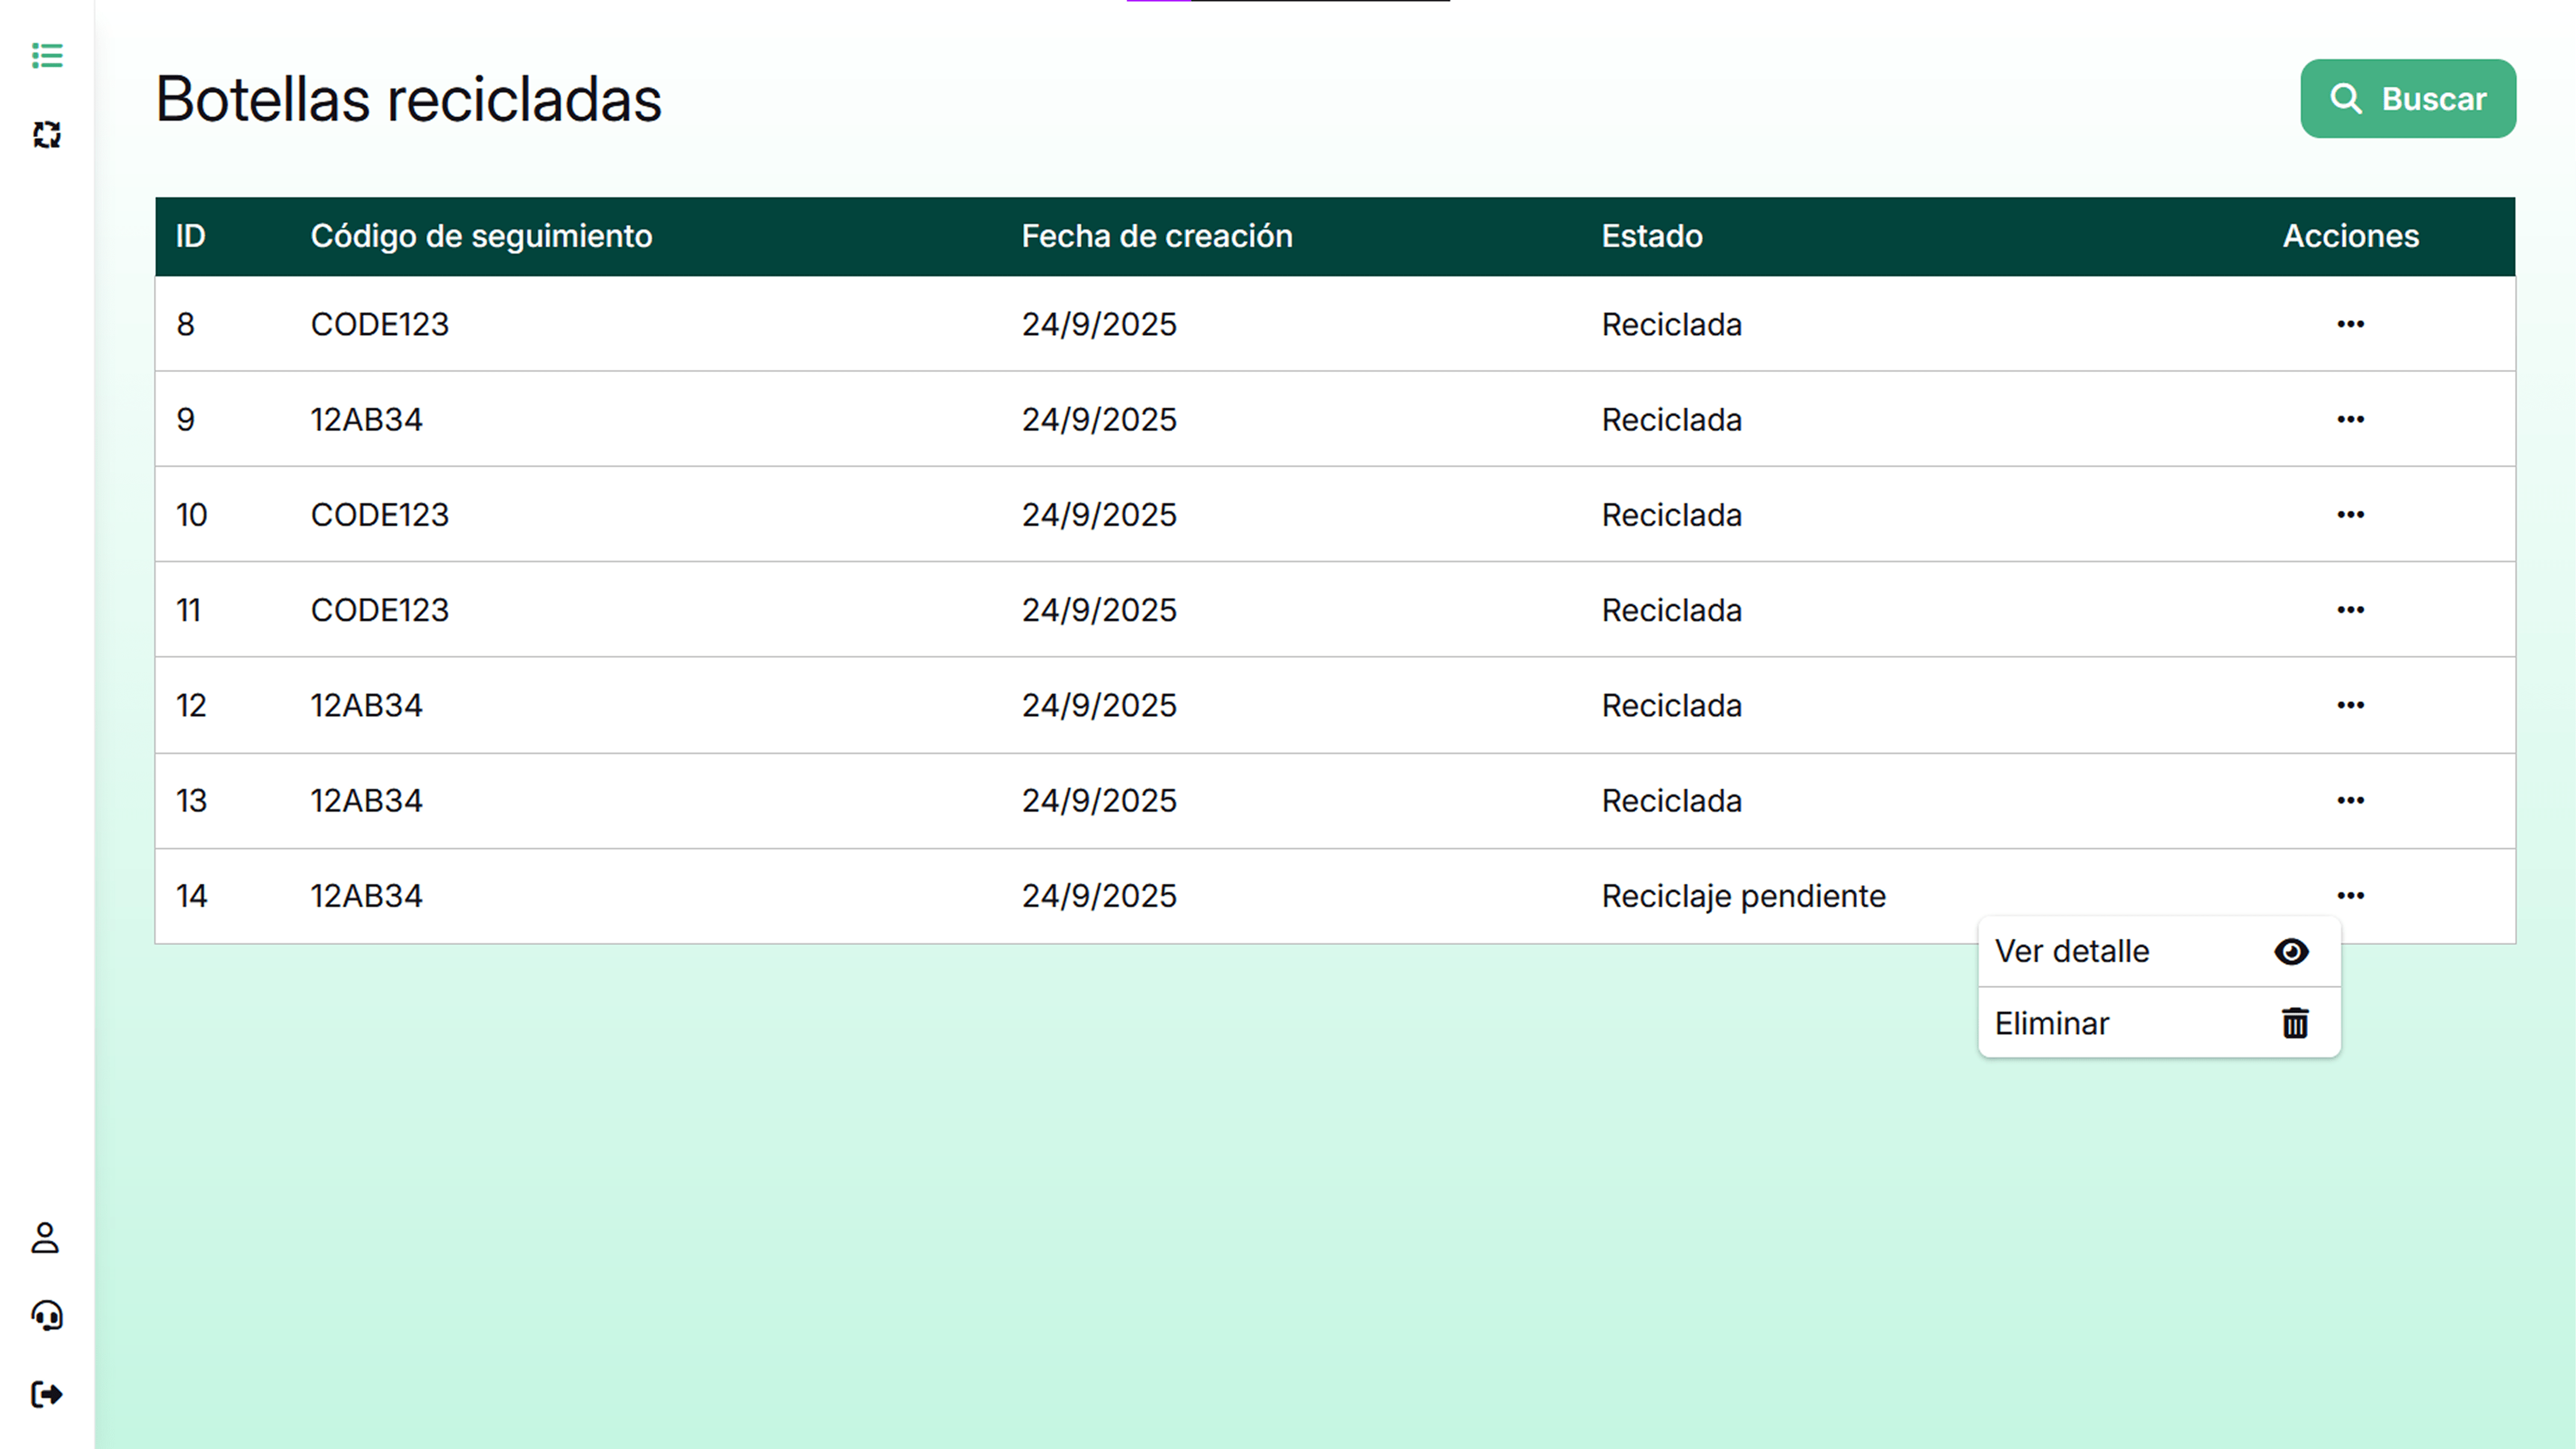 Botellas recicladas
Buscar
ID Código de seguimiento Fecha de creación Estado Acciones
8 CODE123 24/9/2025 Reciclada
9 12AB34 24/9/2025 Reciclada
10 CODE123 24/9/2025 Reciclada
11 CODE123 24/9/2025 Reciclada
12 12AB34 24/9/2025 Reciclada
13 12AB34 24/9/2025 Reciclada
14 12AB34 24/9/2025 Reciclaje pendiente
Ver detalle
Eliminar